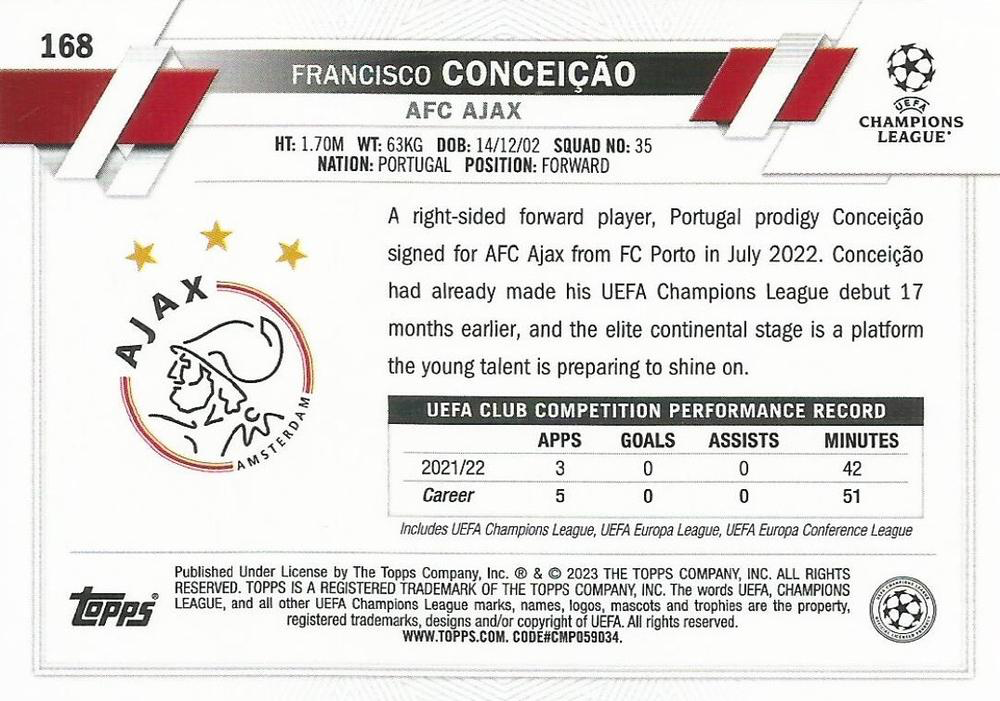 168
FRANCISCO CONCEIÇÃO
AFC AJAX
HT: 1.70M WT: 63KG DOB: 14/12/02 SQUAD NO: 35
NATION: PORTUGAL POSITION: FORWARD
UEFA
CHAMPIONS
LEAGUE®
A right-sided forward player, Portugal prodigy Conceição
signed for AFC Ajax from FC Porto in July 2022. Conceição
had already made his UEFA Champions League debut 17
months earlier, and the elite continental stage is a platform
the young talent is preparing to shine on.
AJAX
AMSTERDAM
UEFA CLUB COMPETITION PERFORMANCE RECORD
APPS GOALS ASSISTS MINUTES
2021/22 3 0 0 42
Career 5 0 0 51
Includes UEFA Champions League, UEFA Europa League, UEFA Europa Conference League
topps®
Published Under License by The Topps Company, Inc. ® & © 2023 THE TOPPS COMPANY, INC. ALL RIGHTS
RESERVED. TOPPS IS A REGISTERED TRADEMARK OF THE TOPPS COMPANY, INC. The words UEFA, CHAMPIONS
LEAGUE, and all other UEFA Champions League marks, names, logos, mascots and trophies are the property,
registered trademarks, designs and/or copyright of UEFA. All rights reserved.
WWW.TOPPS.COM. CODE#CMP059034.